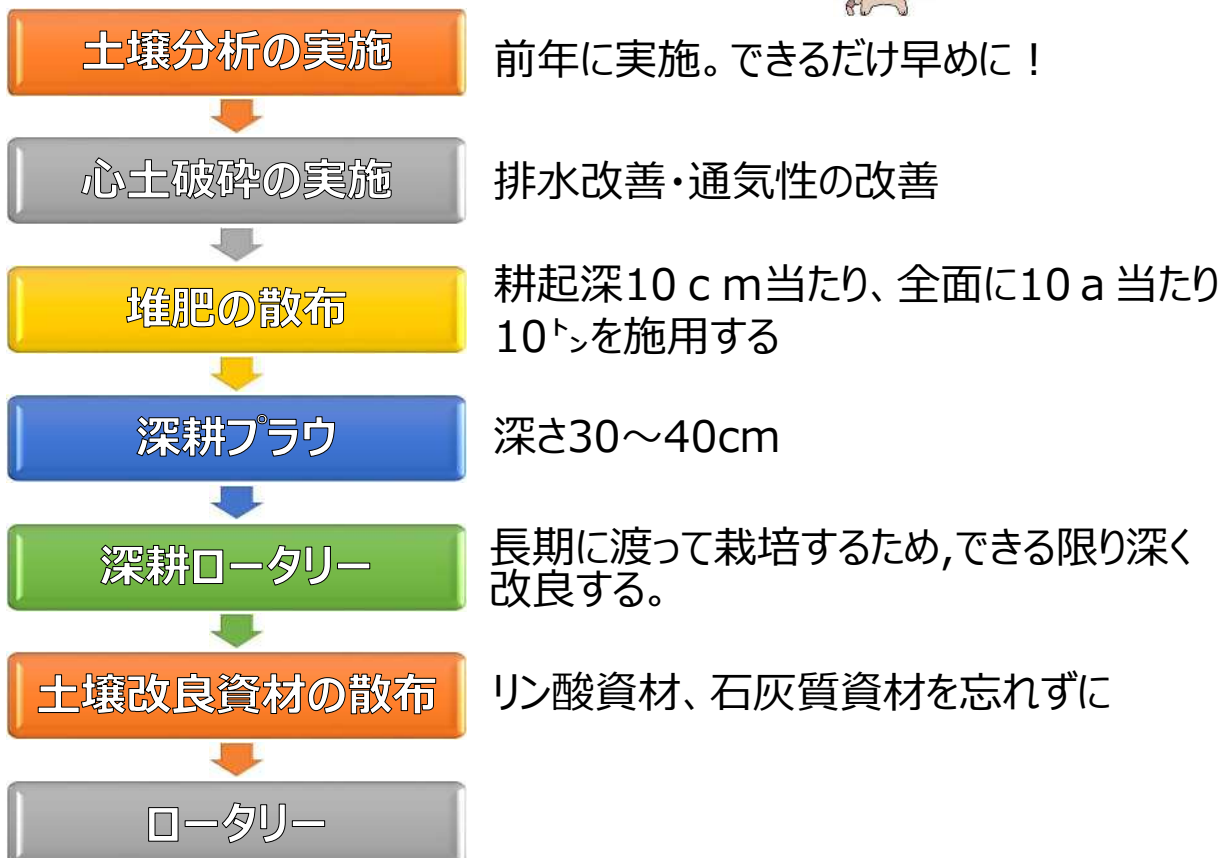 土壌分析の実施
前年に実施。できるだけ早めに！
心土破砕の実施
排水改善・通気性の改善
堆肥の散布
耕起深10ｃｍ当たり、全面に10ａ当たり
10㌧を施用する
深耕プラウ
深さ30～40cm
深耕ロータリー
長期に渡って栽培するため,できる限り深く
改良する。
土壌改良資材の散布
リン酸資材、石灰質資材を忘れずに
ロータリー